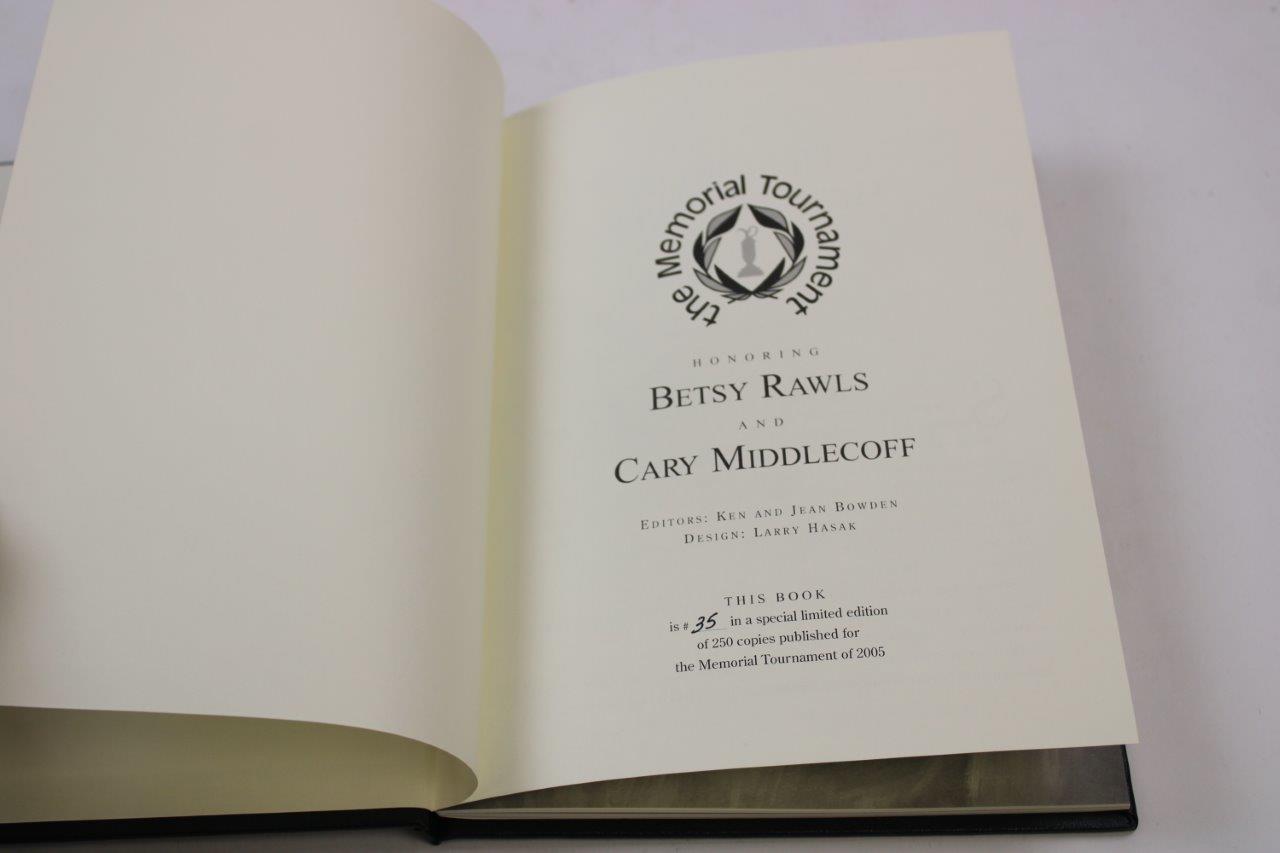 the Memorial Tournament
HONORING
BETSY RAWLS
AND
CARY MIDDLECOFF
EDITORS: KEN AND JEAN BOWDEN
DESIGN: LARRY HASAK
THIS BOOK
is # 35 in a special limited edition
of 250 copies published for
the Memorial Tournament of 2005